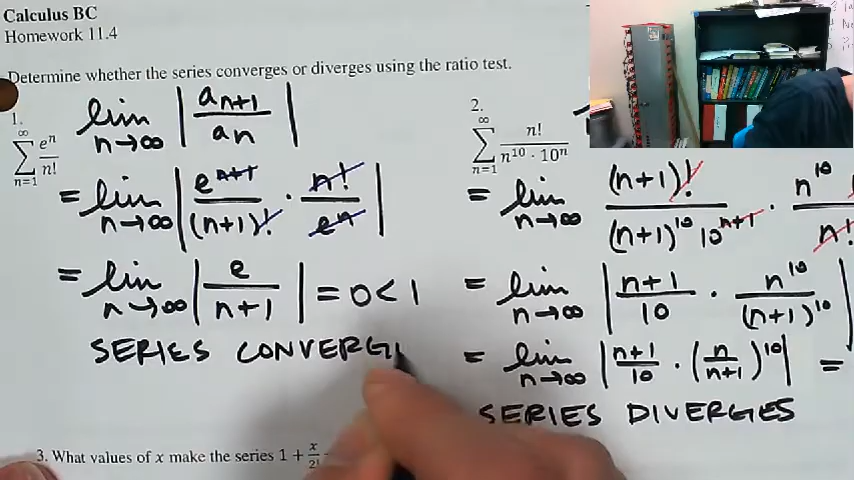 Calculus BC
Homework 11.4
Determine whether the series converges or diverges using the ratio test.
1.
∞ ∑ n=1 eⁿ/n!
lim n→∞ |aₙ₊₁/aₙ|
= lim n→∞ |eⁿ⁺¹/(n+1)! · n!/eⁿ|
= lim n→∞ |e/(n+1)| = 0 < 1
SERIES CONVERG
2.
∞ ∑ n=1 n!/(n¹⁰ · 10ⁿ)
= lim n→∞ (n+1)!/((n+1)¹⁰ 10ⁿ⁺¹) · n¹⁰/n!
= lim n→∞ |(n+1)/10 · n¹⁰/(n+1)¹⁰|
= lim n→∞ |(n+1)/10 · (n/(n+1))¹⁰| =
SERIES DIVERGES
3. What values of x make the series 1 + x/2!